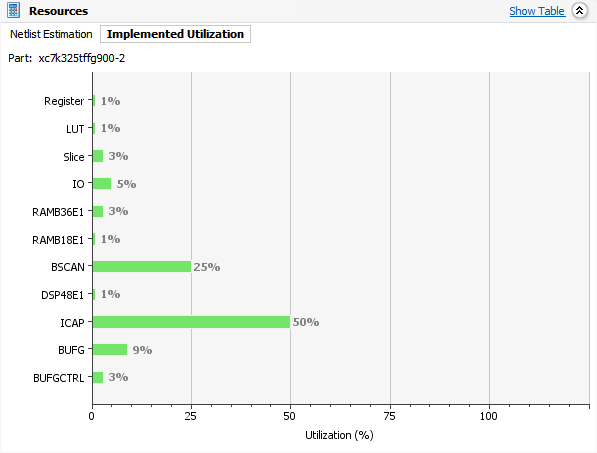 Resources Show Table
Netlist Estimation Implemented Utilization
Part: xc7k325tffg900-2
Register 1%
LUT 1%
Slice 3%
IO 5%
RAMB36E1 3%
RAMB18E1 1%
BSCAN 25%
DSP48E1 1%
ICAP 50%
BUFG 9%
BUFGCTRL 3%
0 25 50 75 100
Utilization (%)